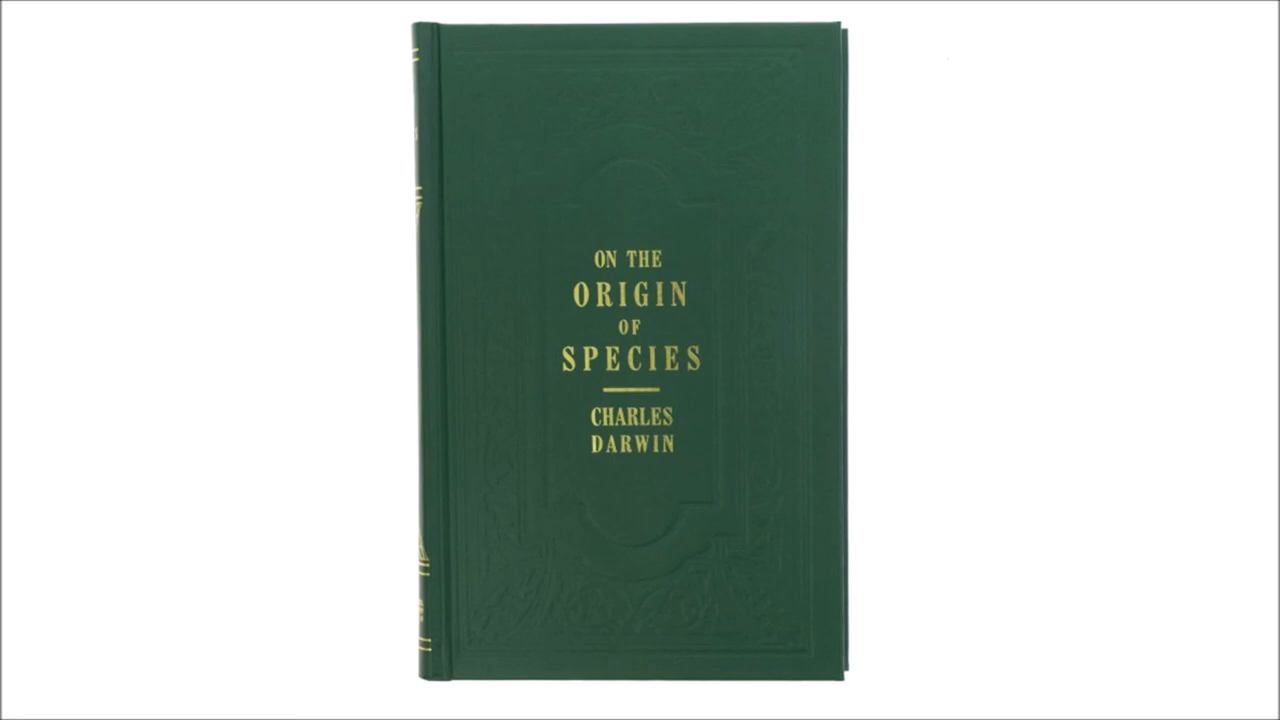 ON THE
ORIGIN
OF
SPECIES
CHARLES
DARWIN